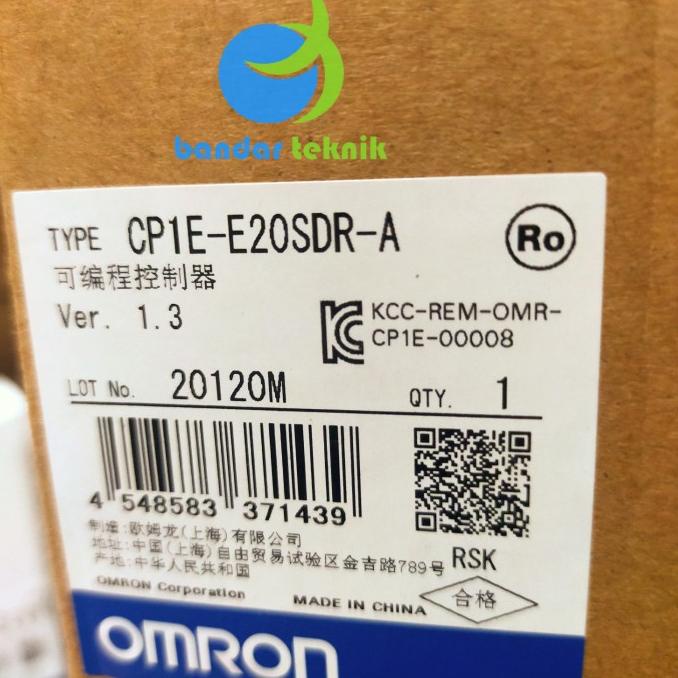 bandar teknik
TYPE CP1E-E20SDR-A
Ro
可编程控制器
Ver. 1.3
KCC-REM-OMR-
CP1E-00008
LOT No. 20120M
QTY. 1
4 548583 371439
制造:欧姆龙(上海)有限公司
地址:中国(上海)自由贸易试验区金吉路789号
产地:中华人民共和国
RSK
OMRON Corporation
MADE IN CHINA
合格
OMRON